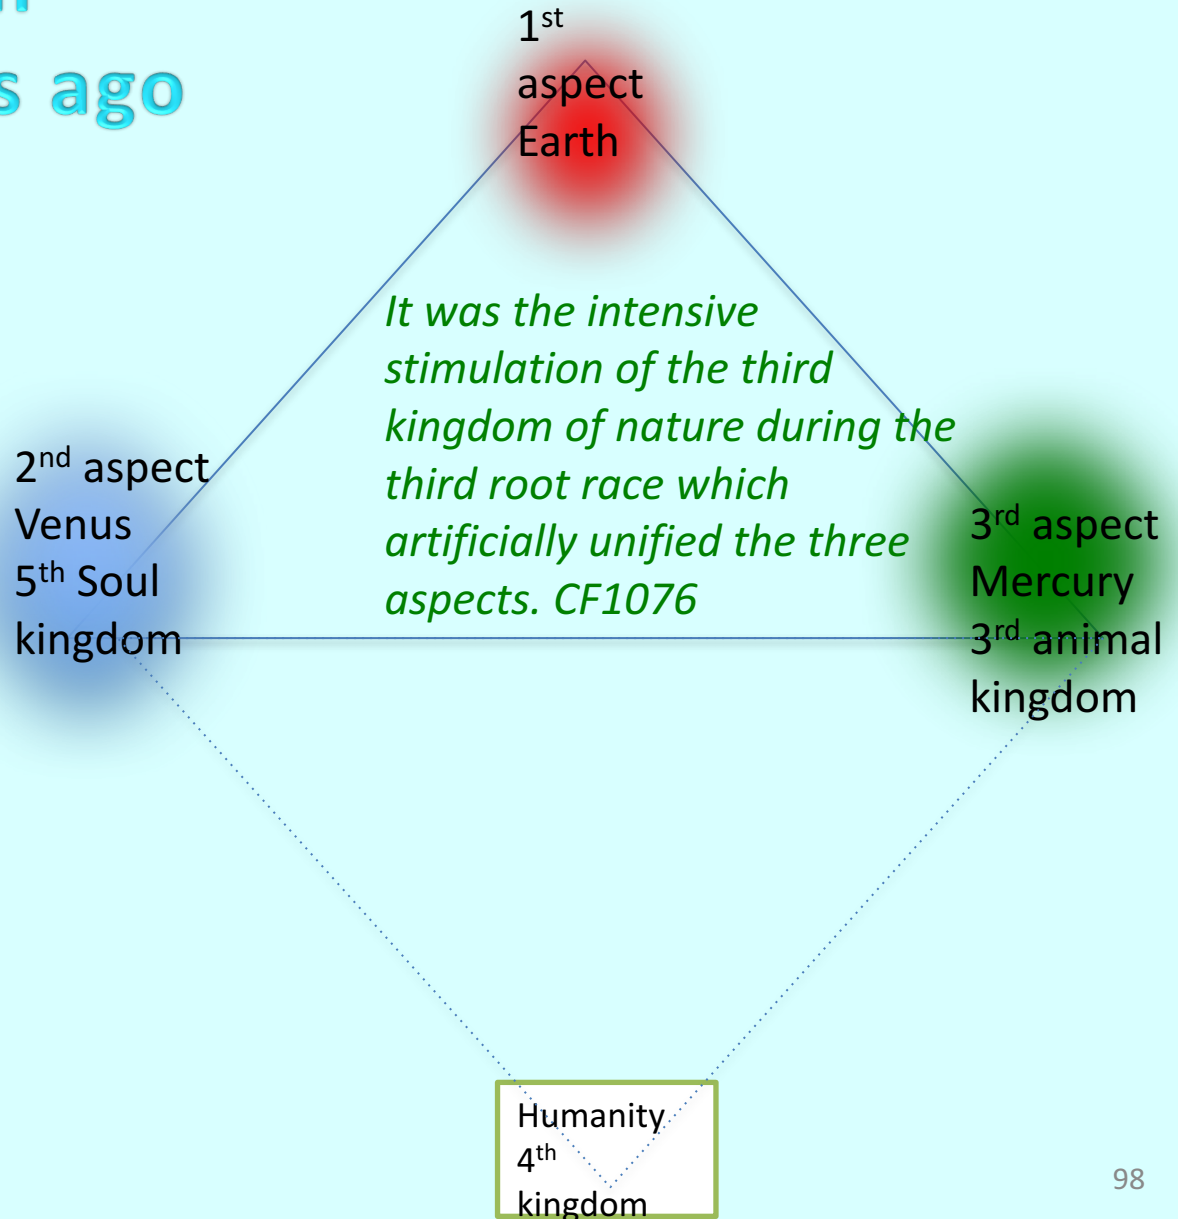 s ago
1st
aspect
Earth
It was the intensive
stimulation of the third
kingdom of nature during the
third root race which
artificially unified the three
aspects. CF1076
2nd aspect
Venus
5th Soul
kingdom
3rd aspect
Mercury
3rd animal
kingdom
Humanity
4th
kingdom
98